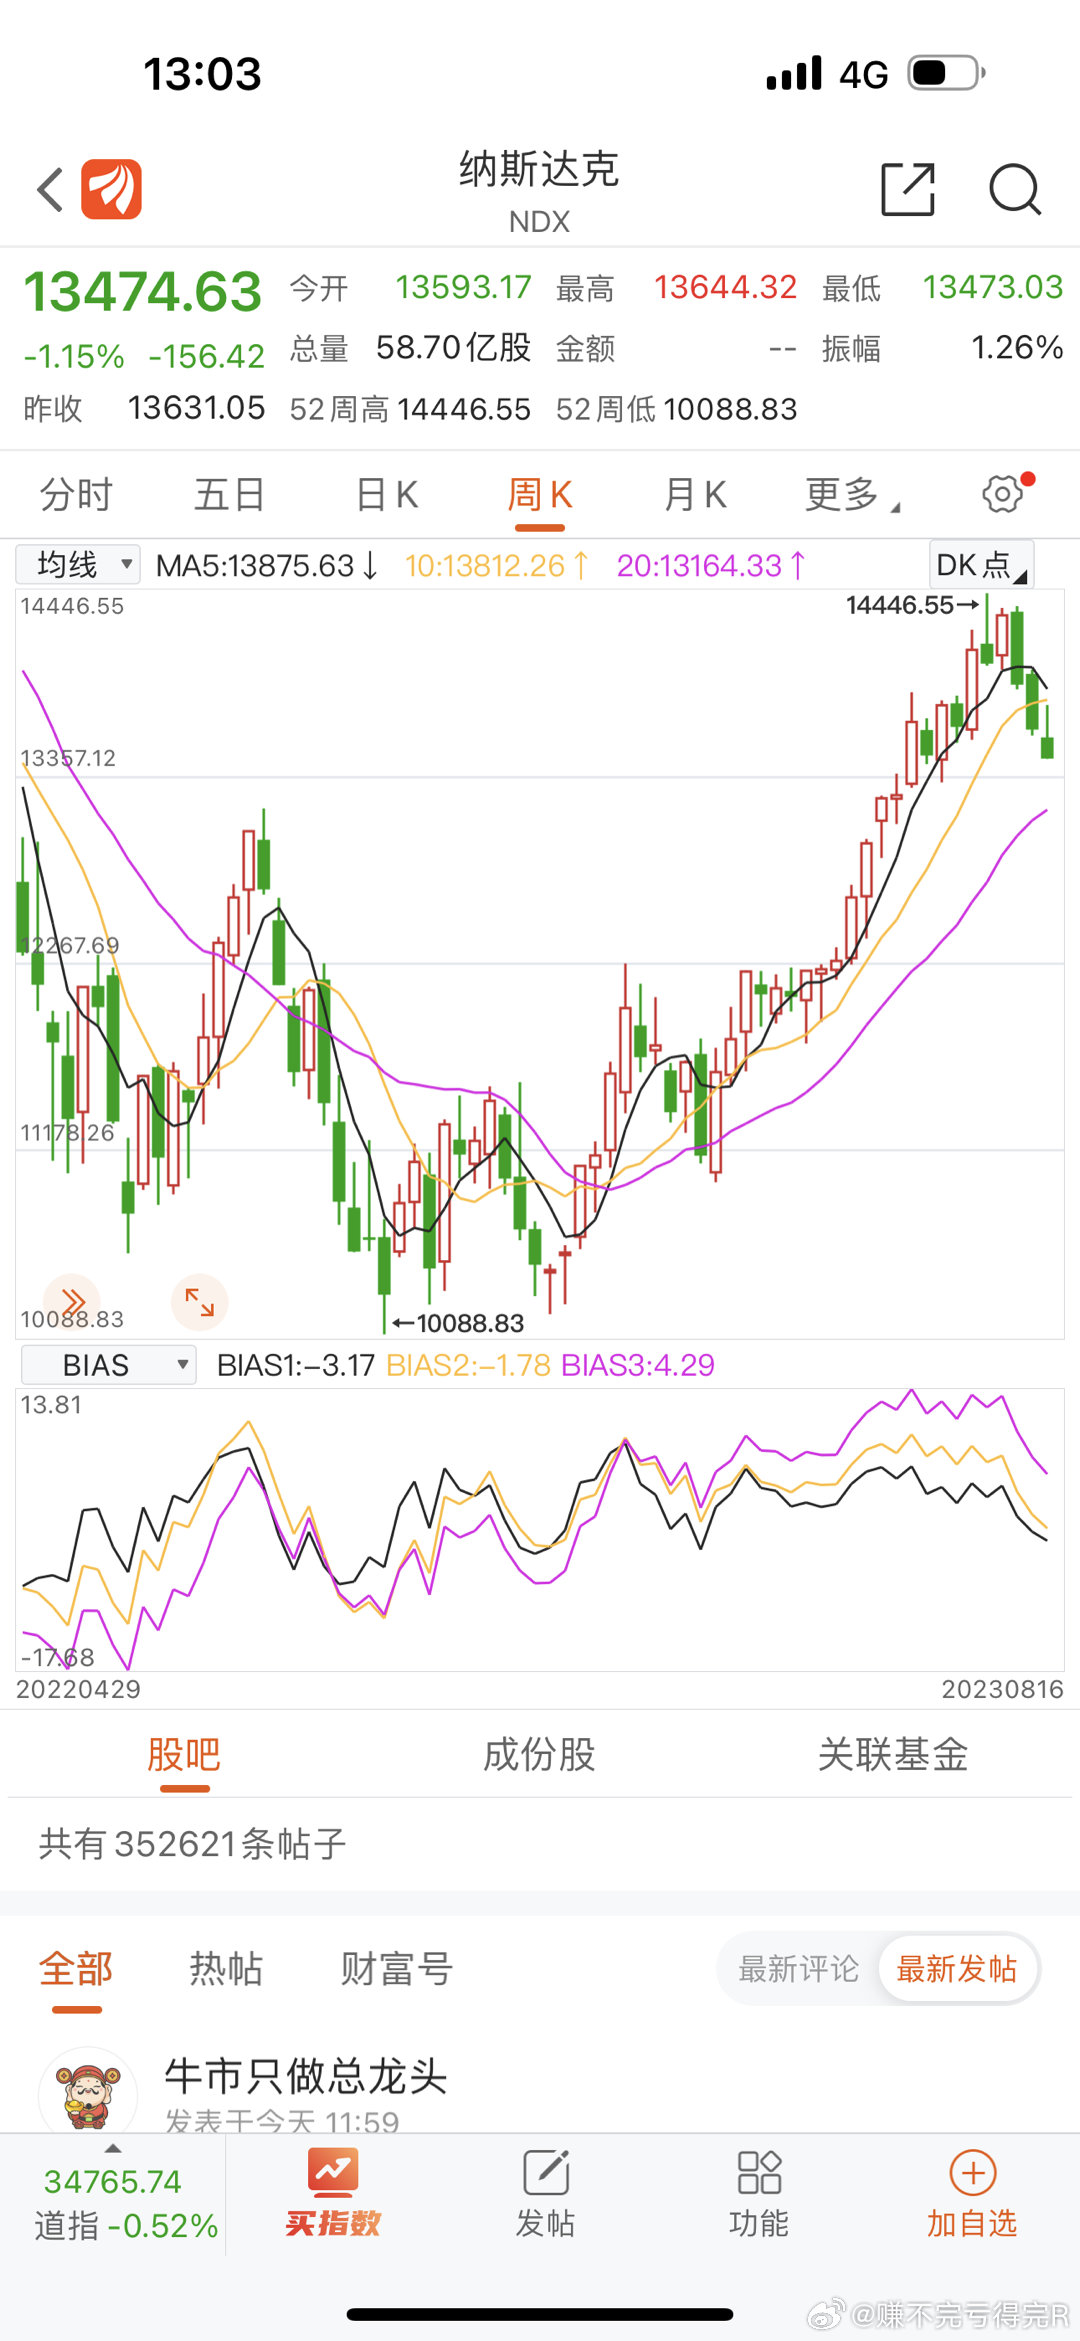 13:03 4G
纳斯达克
NDX
13474.63 今开 13593.17 最高 13644.32 最低 13473.03
-1.15% -156.42 总量 58.70亿股 金额 -- 振幅 1.26%
昨收 13631.05 52周高 14446.55 52周低 10088.83
分时 五日 日K 周K 月K 更多
均线 MA5:13875.63↓ 10:13812.26↑ 20:13164.33↑ DK点
14446.55 14446.55→
13357.12
12267.69
11178.26
10088.83 ←10088.83
BIAS BIAS1:-3.17 BIAS2:-1.78 BIAS3:4.29
13.81
-17.68
20220429 20230816
股吧 成份股 关联基金
共有352621条帖子
全部 热帖 财富号 最新评论 最新发帖
牛市只做总龙头
发表于今天 11:59
34765.74
道指 -0.52% 买指数 发帖 功能 加自选
@赚不完亏得完R